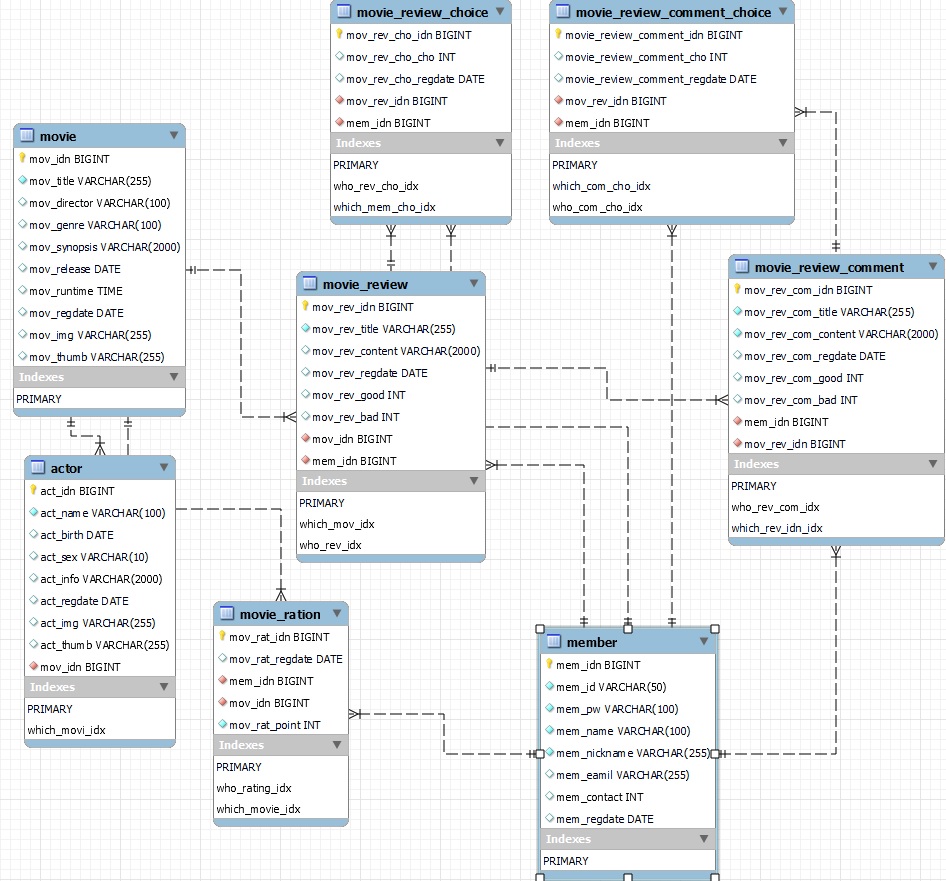 movie_review_choice
mov_rev_cho_idn BIGINT
mov_rev_cho_cho INT
mov_rev_cho_regdate DATE
mov_rev_idn BIGINT
mem_idn BIGINT
Indexes
PRIMARY
who_rev_cho_idx
which_mem_cho_idx
movie_review_comment_choice
movie_review_comment_idn BIGINT
movie_review_comment_cho INT
movie_review_comment_regdate DATE
mov_rev_idn BIGINT
mem_idn BIGINT
Indexes
PRIMARY
which_com_cho_idx
who_com_cho_idx
movie
mov_idn BIGINT
mov_title VARCHAR(255)
mov_director VARCHAR(100)
mov_genre VARCHAR(100)
mov_synopsis VARCHAR(2000)
mov_release DATE
mov_runtime TIME
mov_regdate DATE
mov_img VARCHAR(255)
mov_thumb VARCHAR(255)
Indexes
PRIMARY
movie_review
mov_rev_idn BIGINT
mov_rev_title VARCHAR(255)
mov_rev_content VARCHAR(2000)
mov_rev_regdate DATE
mov_rev_good INT
mov_rev_bad INT
mov_idn BIGINT
mem_idn BIGINT
Indexes
PRIMARY
which_mov_idx
who_rev_idx
movie_review_comment
mov_rev_com_idn BIGINT
mov_rev_com_title VARCHAR(255)
mov_rev_com_content VARCHAR(2000)
mov_rev_com_regdate DATE
mov_rev_com_good INT
mov_rev_com_bad INT
mem_idn BIGINT
mov_rev_idn BIGINT
Indexes
PRIMARY
who_rev_com_idx
which_rev_idn_idx
actor
act_idn BIGINT
act_name VARCHAR(100)
act_birth DATE
act_sex VARCHAR(10)
act_info VARCHAR(2000)
act_regdate DATE
act_img VARCHAR(255)
act_thumb VARCHAR(255)
mov_idn BIGINT
Indexes
PRIMARY
which_movi_idx
movie_ration
mov_rat_idn BIGINT
mov_rat_regdate DATE
mem_idn BIGINT
mov_idn BIGINT
mov_rat_point INT
Indexes
PRIMARY
who_rating_idx
which_movie_idx
member
mem_idn BIGINT
mem_id VARCHAR(50)
mem_pw VARCHAR(100)
mem_name VARCHAR(100)
mem_nickname VARCHAR(255)
mem_eamil VARCHAR(255)
mem_contact INT
mem_regdate DATE
Indexes
PRIMARY